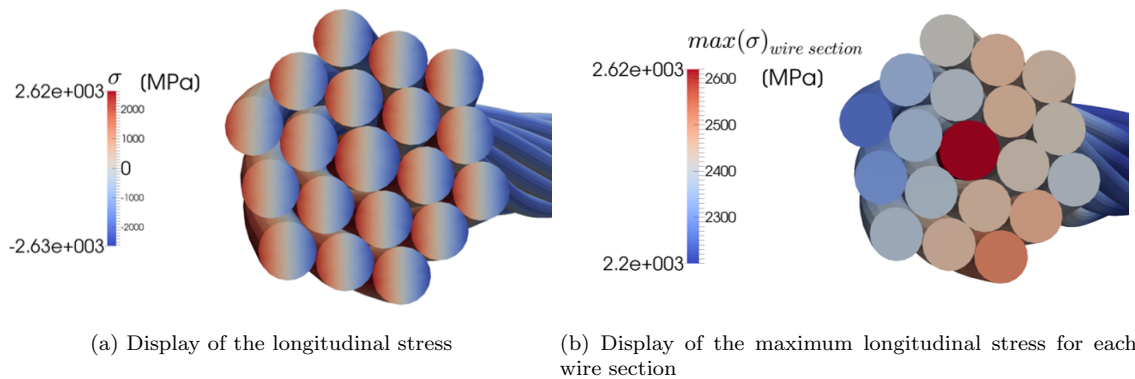 σ [MPa]
2.62e+003
2000
1000
0
-1000
-2000
-2.63e+003
max(σ)wire section
[MPa]
2.62e+003
2600
2500
2400
2300
2.2e+003
(a) Display of the longitudinal stress
(b) Display of the maximum longitudinal stress for each
wire section